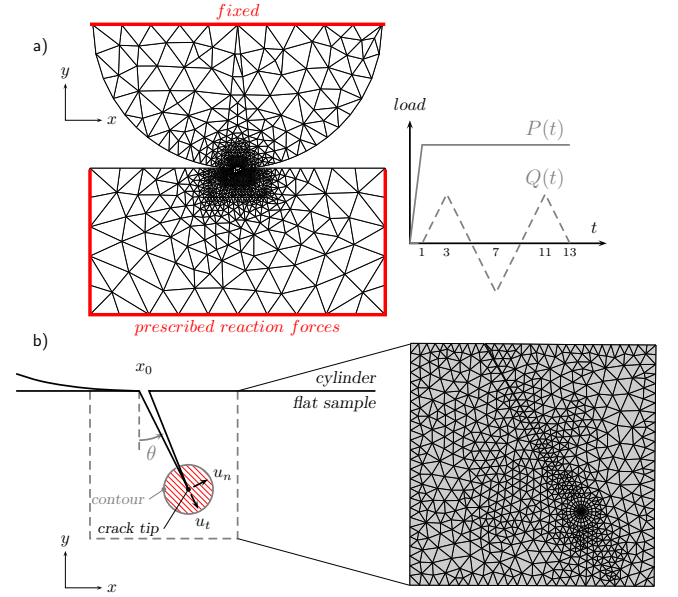 fixed
a)
y
x
load
P(t)
Q(t)
t
1 3 7 11 13
prescribed reaction forces
b)
x0
cylinder
flat sample
θ
un
contour
ut
crack tip
y
x